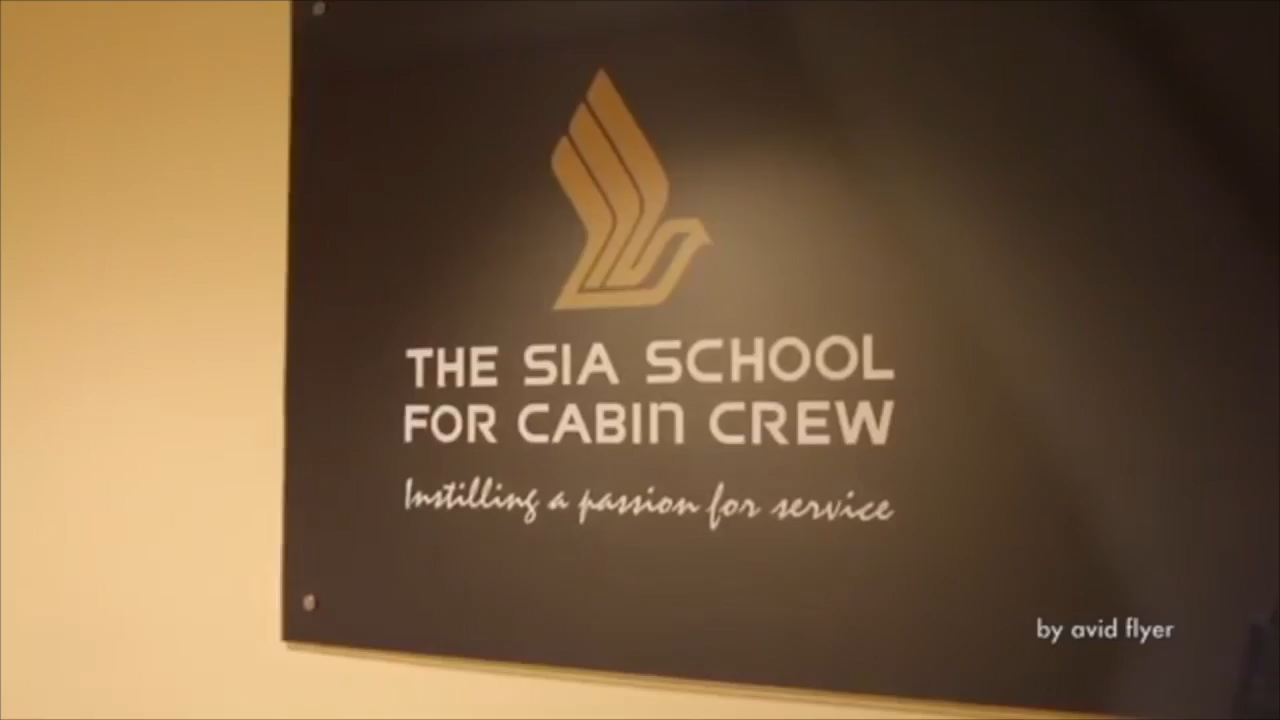 THE SIA SCHOOL
FOR CABIN CREW
Instilling a passion for service
by avid flyer